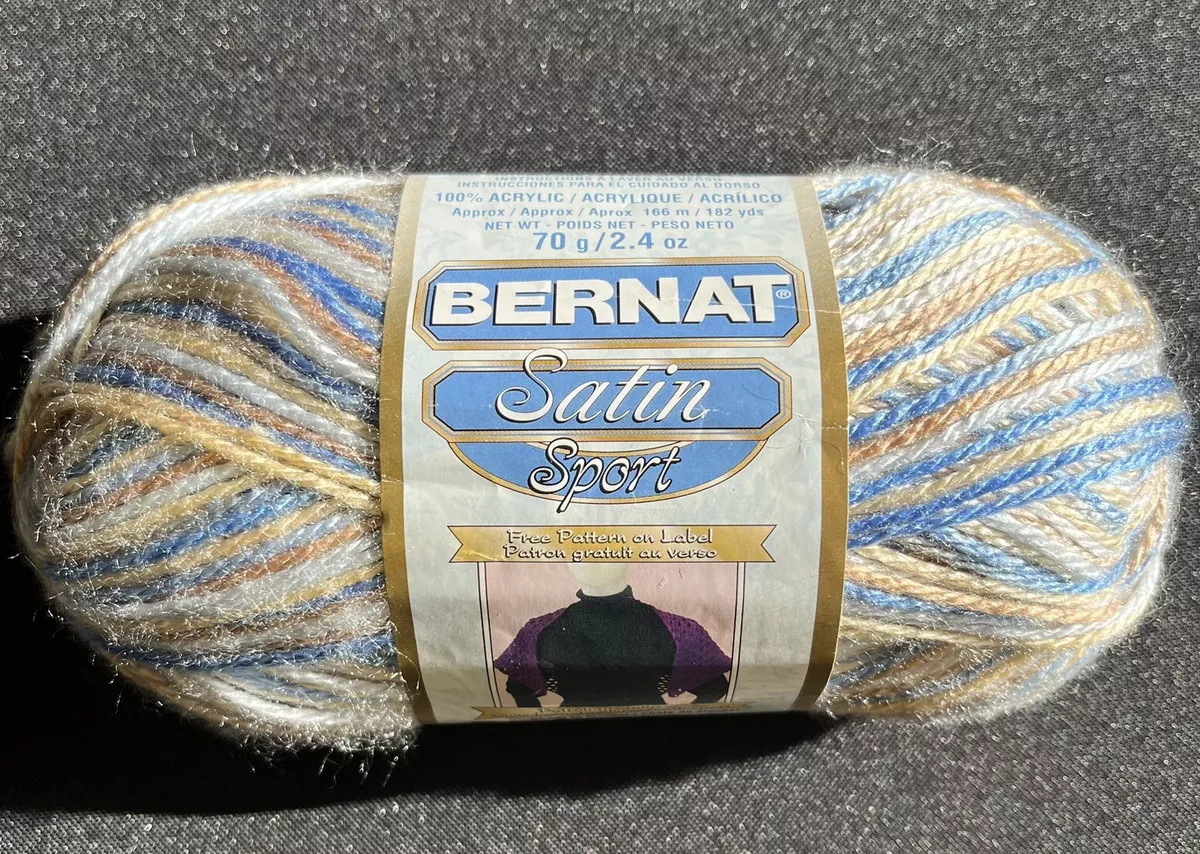 INSTRUCTIONS À LAVER AU VERSO
INSTRUCCIONES PARA EL CUIDADO AL DORSO
100% ACRYLIC / ACRYLIQUE / ACRÍLICO
Approx / Approx / Aprox 166 m / 182 yds
NET WT - POIDS NET - PESO NETO
70 g / 2.4 oz
BERNAT®
Satin
Sport
Free Pattern on Label
Patron gratuit au verso